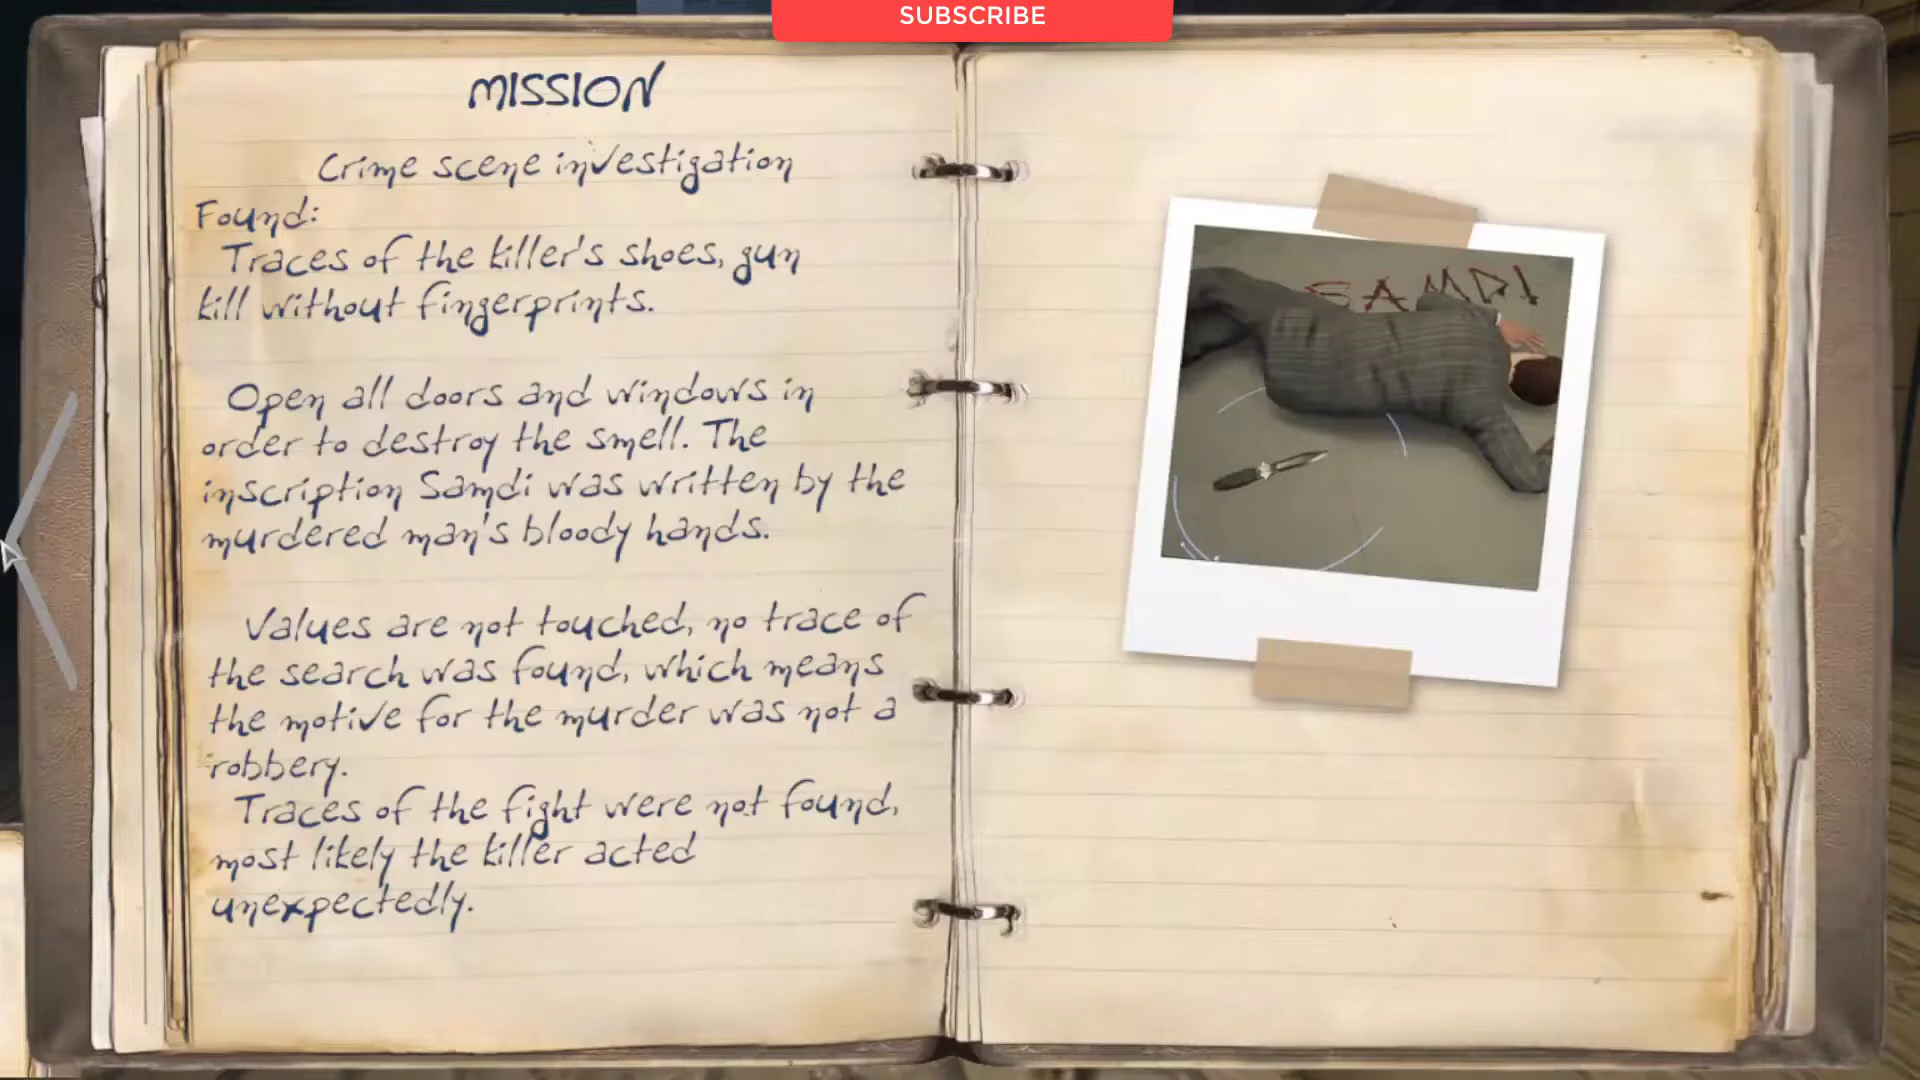 SUBSCRIBE
MISSION
Crime scene investigation
Found:
Traces of the killer's shoes, gun
kill without fingerprints.
Open all doors and windows in
order to destroy the smell. The
inscription Samdi was written by the
murdered man's bloody hands.
Values are not touched, no trace of
the search was found, which means
the motive for the murder was not a
robbery.
Traces of the fight were not found,
most likely the killer acted
unexpectedly.
SAMDI